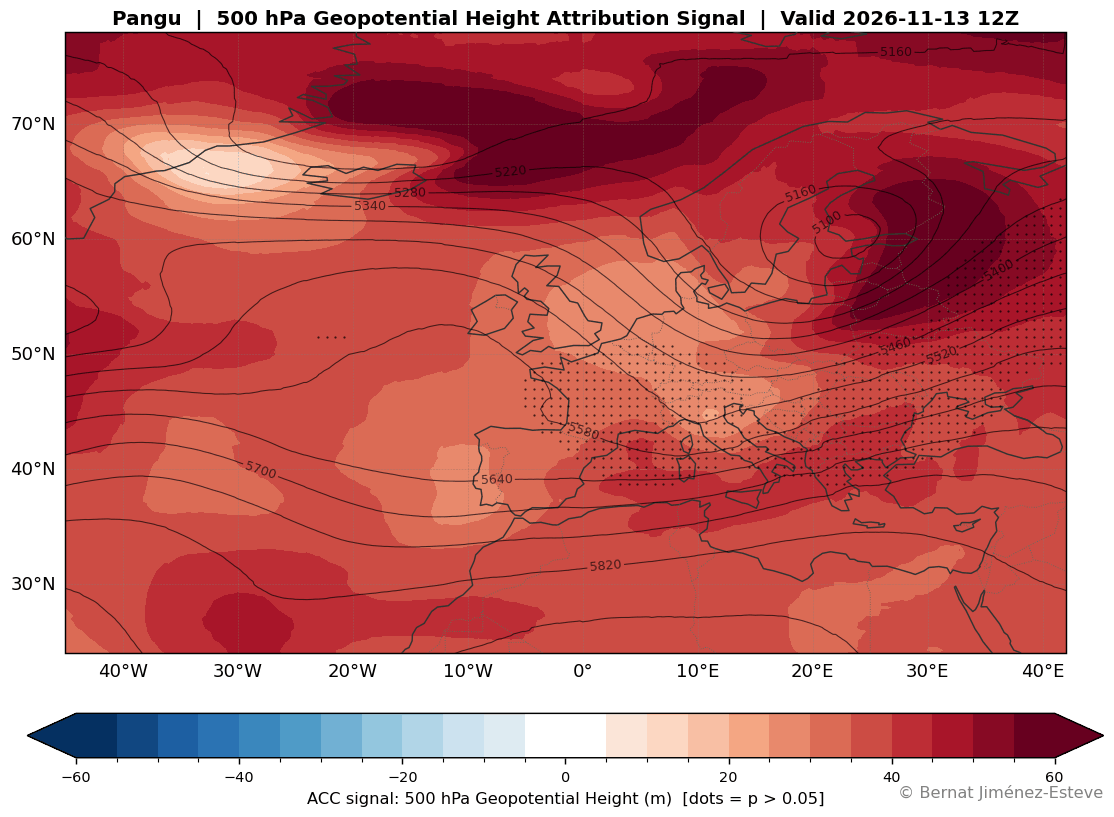 Pangu | 500 hPa Geopotential Height Attribution Signal | Valid 2026-11-13 12Z
5160
70°N
5220
5280
5160
5340
5100
60°N
5400
50°N
5460
5520
5580
40°N
5700
5640
5820
30°N
40°W 30°W 20°W 10°W 0° 10°E 20°E 30°E 40°E
−60 −40 −20 0 20 40 60
ACC signal: 500 hPa Geopotential Height (m) [dots = p > 0.05]
© Bernat Jiménez-Esteve